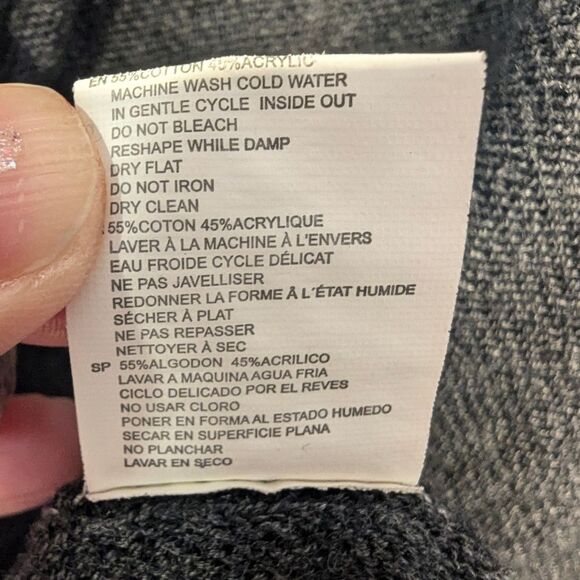 EN 55%COTTON 45%ACRYLIC
MACHINE WASH COLD WATER
IN GENTLE CYCLE INSIDE OUT
DO NOT BLEACH
RESHAPE WHILE DAMP
DRY FLAT
DO NOT IRON
DRY CLEAN
55%COTON 45%ACRYLIQUE
LAVER À LA MACHINE À L'ENVERS
EAU FROIDE CYCLE DÉLICAT
NE PAS JAVELLISER
REDONNER LA FORME Â L'ÉTAT HUMIDE
SÉCHER À PLAT
NE PAS REPASSER
NETTOYER À SEC
SP 55%ALGODON 45%ACRILICO
LAVAR A MAQUINA AGUA FRIA
CICLO DELICADO POR EL REVES
NO USAR CLORO
PONER EN FORMA AL ESTADO HUMEDO
SECAR EN SUPERFICIE PLANA
NO PLANCHAR
LAVAR EN SECO